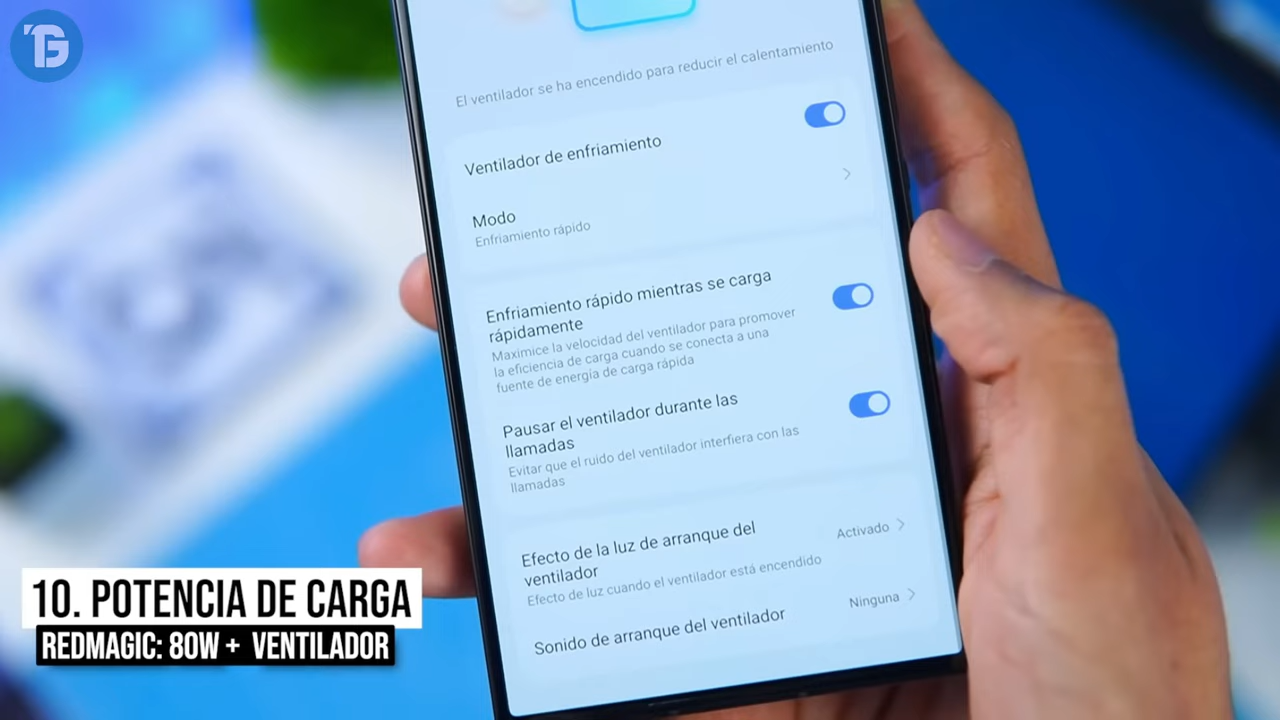 TG
El ventilador se ha encendido para reducir el calentamiento
Ventilador de enfriamiento
Modo
Enfriamiento rápido
Enfriamiento rápido mientras se carga
rápidamente
Maximice la velocidad del ventilador para promover
la eficiencia de carga cuando se conecta a una
fuente de energía de carga rápida
Pausar el ventilador durante las
llamadas
Evitar que el ruido del ventilador interfiera con las
llamadas
Efecto de la luz de arranque del
ventilador
Activado
Efecto de luz cuando el ventilador está encendido
Sonido de arranque del ventilador
Ninguna
10. POTENCIA DE CARGA
REDMAGIC: 80W + VENTILADOR